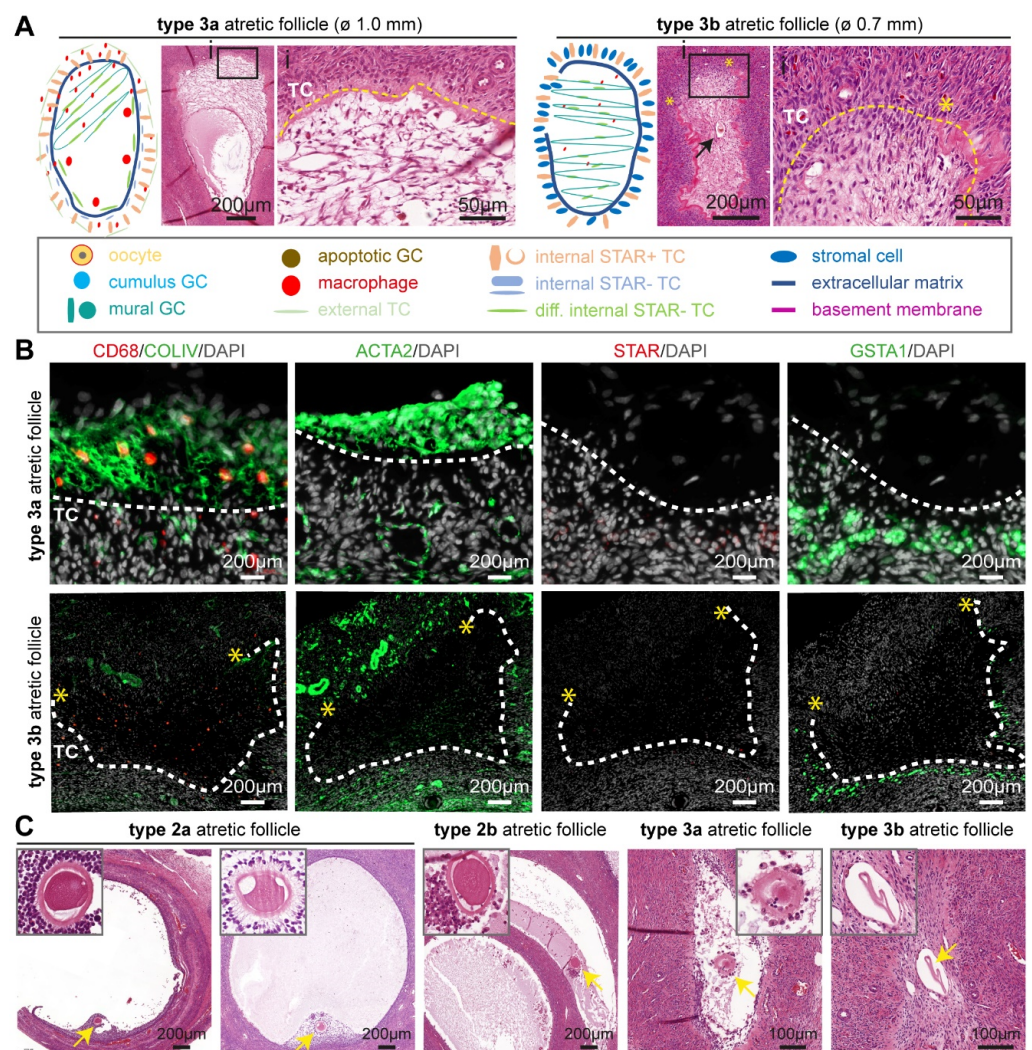 A
type 3a atretic follicle (ø 1.0 mm)
type 3b atretic follicle (ø 0.7 mm)
i
i
TC
200µm
50µm
i
i
TC
*
*
*
200µm
50µm
oocyte
apoptotic GC
internal STAR+ TC
stromal cell
cumulus GC
macrophage
internal STAR- TC
extracellular matrix
mural GC
external TC
diff. internal STAR- TC
basement membrane
B
CD68/COLIV/DAPI
ACTA2/DAPI
STAR/DAPI
GSTA1/DAPI
type 3a atretic follicle
TC
200µm
200µm
200µm
200µm
type 3b atretic follicle
*
*
*
*
*
*
*
*
TC
200µm
200µm
200µm
200µm
C
type 2a atretic follicle
type 2b atretic follicle
type 3a atretic follicle
type 3b atretic follicle
200µm
200µm
200µm
100µm
100µm